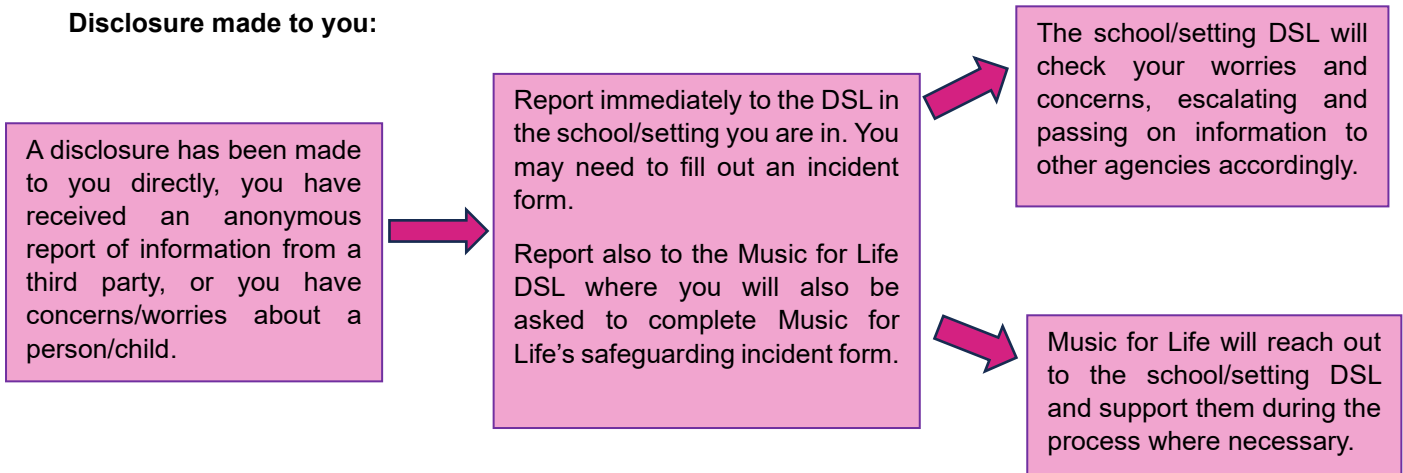 Disclosure made to you:
A disclosure has been made
to you directly, you have
received an anonymous
report of information from a
third party, or you have
concerns/worries about a
person/child.
Report immediately to the DSL in
the school/setting you are in. You
may need to fill out an incident
form.
Report also to the Music for Life
DSL where you will also be
asked to complete Music for
Life’s safeguarding incident form.
The school/setting DSL will
check your worries and
concerns, escalating and
passing on information to
other agencies accordingly.
Music for Life will reach out
to the school/setting DSL
and support them during the
process where necessary.